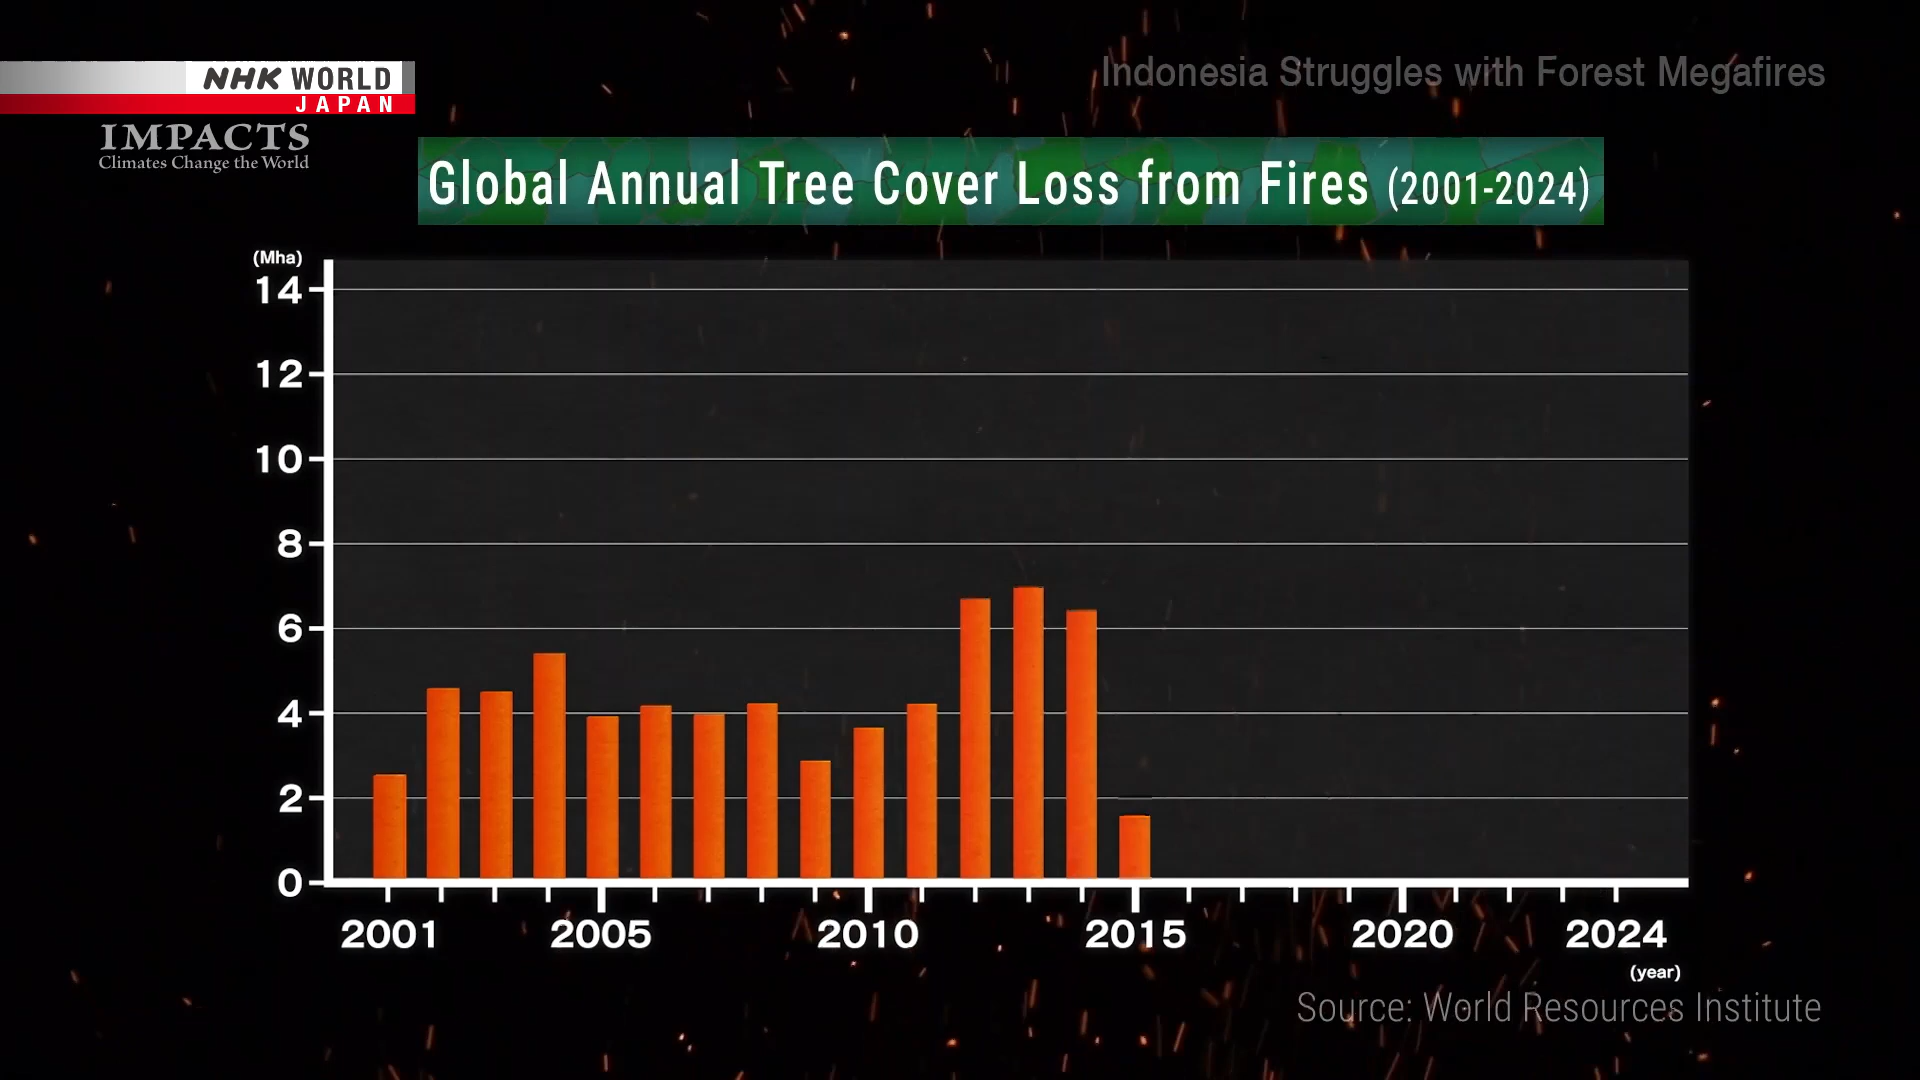 NHK WORLD
JAPAN
IMPACTS
Climates Change the World
Indonesia Struggles with Forest Megafires
Global Annual Tree Cover Loss from Fires (2001-2024)
(Mha)
14
12
10
8
6
4
2
0
2001 2005 2010 2015 2020 2024
(year)
Source: World Resources Institute